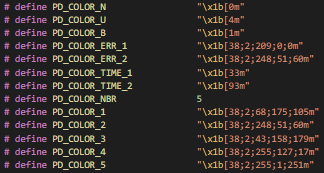 # define PD_COLOR_N "\x1b[0m"
# define PD_COLOR_U "\x1b[4m"
# define PD_COLOR_B "\x1b[1m"
# define PD_COLOR_ERR_1 "\x1b[38;2;209;0;0m"
# define PD_COLOR_ERR_2 "\x1b[38;2;248;51;60m"
# define PD_COLOR_TIME_1 "\x1b[33m"
# define PD_COLOR_TIME_2 "\x1b[93m"
# define PD_COLOR_NBR 5
# define PD_COLOR_1 "\x1b[38;2;68;175;105m"
# define PD_COLOR_2 "\x1b[38;2;248;51;60m"
# define PD_COLOR_3 "\x1b[38;2;43;158;179m"
# define PD_COLOR_4 "\x1b[38;2;255;127;17m"
# define PD_COLOR_5 "\x1b[38;2;255;1;251m"